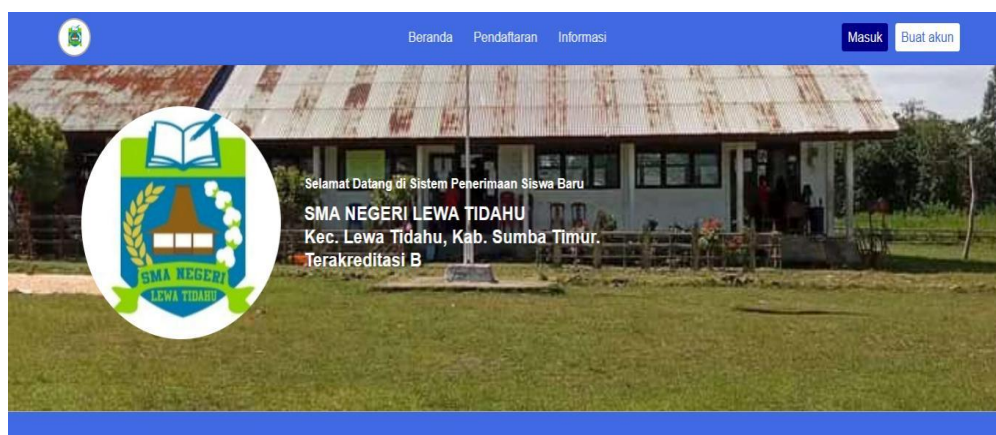 Beranda Pendaftaran Informasi Masuk Buat akun
Selamat Datang di Sistem Penerimaan Siswa Baru
SMA NEGERI LEWA TIDAHU
Kec. Lewa Tidahu, Kab. Sumba Timur.
Terakreditasi B
SMA NEGERI
LEWA TIDAHU